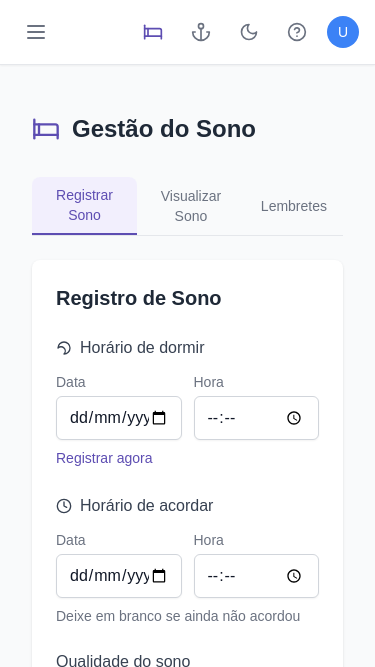 U
Gestão do Sono
Registrar
Sono
Visualizar
Sono
Lembretes
Registro de Sono
Horário de dormir
Data
Hora
dd/mm/yyy
--:--
Registrar agora
Horário de acordar
Data
Hora
dd/mm/yyy
--:--
Deixe em branco se ainda não acordou
Qualidade do sono